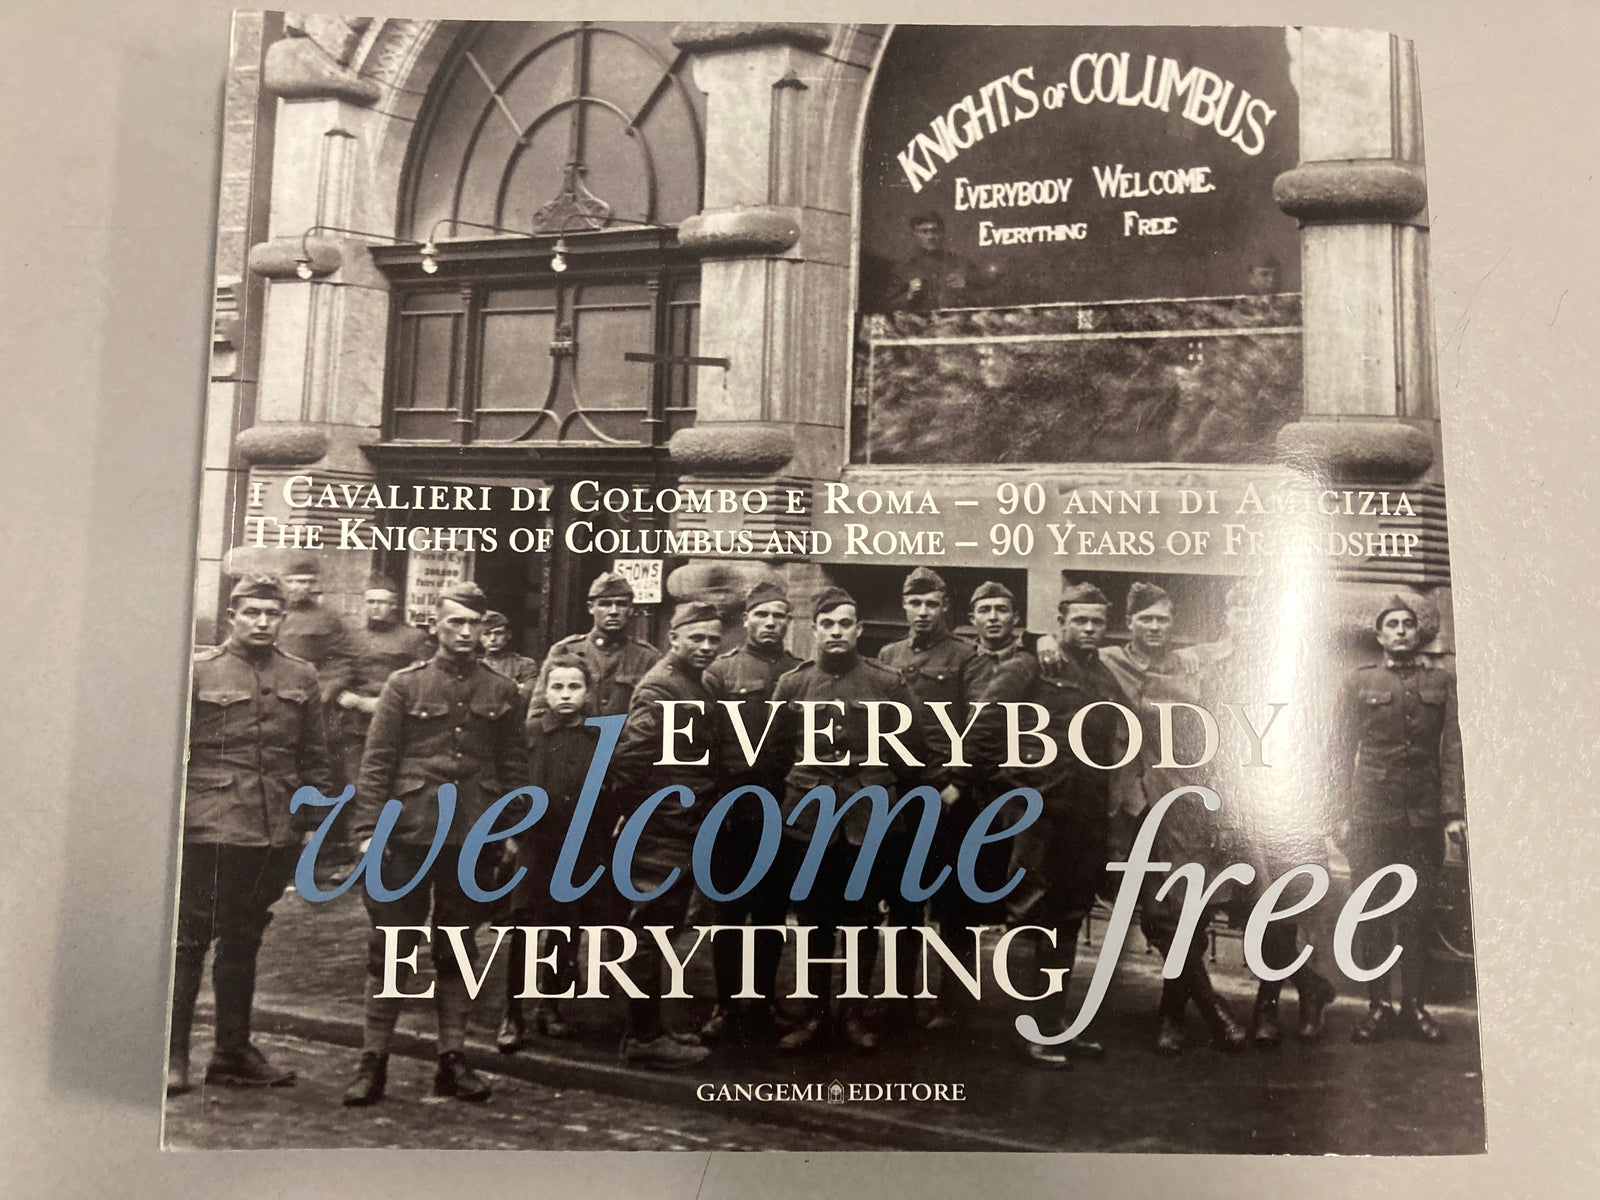 KNIGHTS OF COLUMBUS
EVERYBODY WELCOME.
EVERYTHING FREE
I CAVALIERI DI COLOMBO E ROMA – 90 ANNI DI AMICIZIA
THE KNIGHTS OF COLUMBUS AND ROME – 90 YEARS OF FRIENDSHIP
SHOWS
EVERYBODY
welcome
free
EVERYTHING
GANGEMI EDITORE